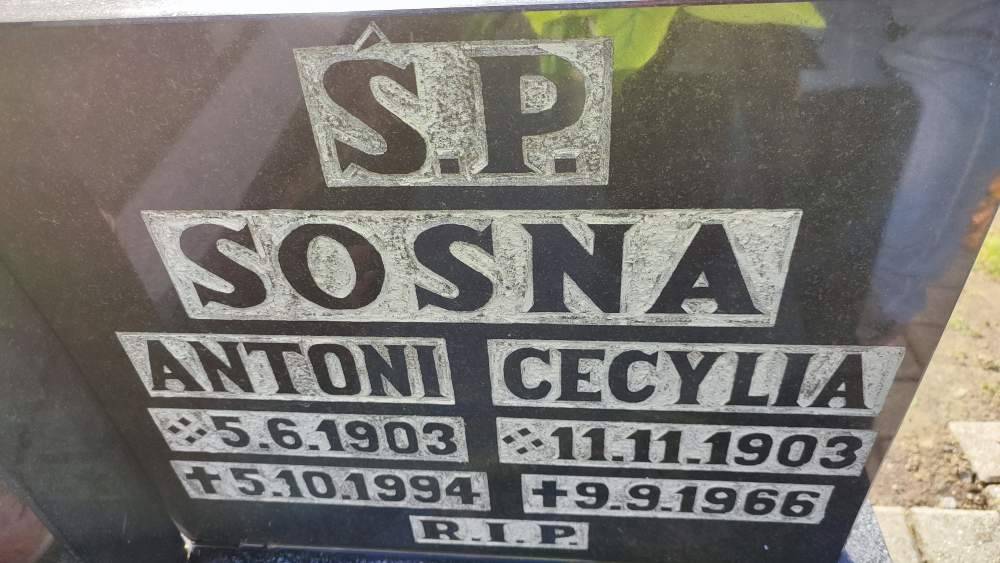 Ś.P.
SOSNA
ANTONI CECYLIA
5.6.1903 11.11.1903
✝5.10.1994 ✝9.9.1966
R.I.P.